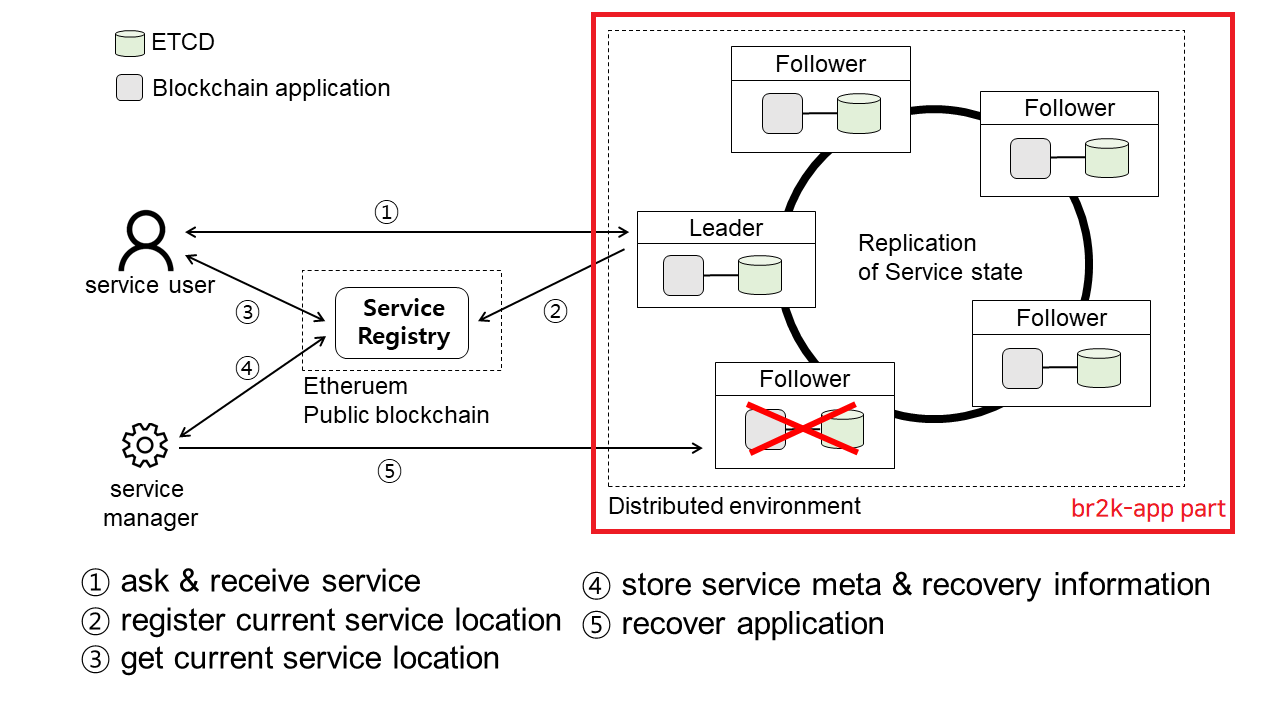 ETCD
Blockchain application
Follower
Follower
①
Leader
Replication
of Service state
service user
③
Service
Registry
②
Follower
④
Etheruem
Public blockchain
Follower
⑤
service
manager
Distributed environment
br2k-app part
① ask & receive service
② register current service location
③ get current service location
④ store service meta & recovery information
⑤ recover application